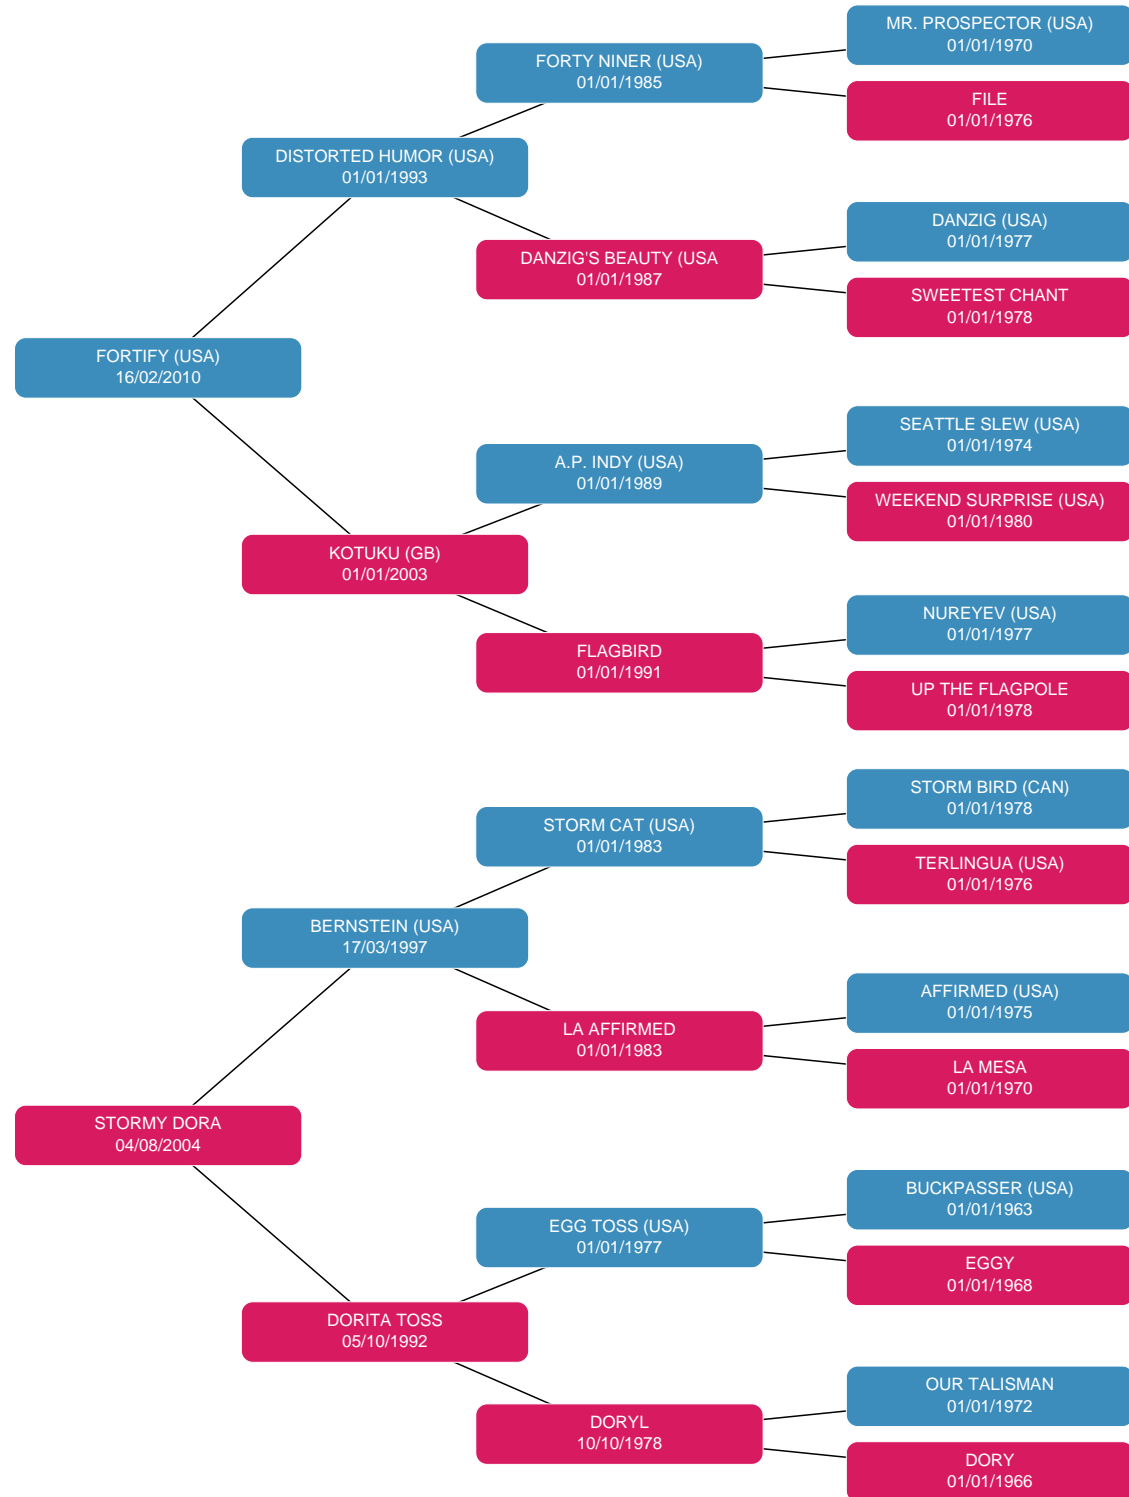 MR. PROSPECTOR (USA)
01/01/1970
FORTY NINER (USA)
01/01/1985
FILE
01/01/1976
DISTORTED HUMOR (USA)
01/01/1993
DANZIG (USA)
01/01/1977
DANZIG'S BEAUTY (USA
01/01/1987
SWEETEST CHANT
01/01/1978
FORTIFY (USA)
16/02/2010
SEATTLE SLEW (USA)
01/01/1974
A.P. INDY (USA)
01/01/1989
WEEKEND SURPRISE (USA)
01/01/1980
KOTUKU (GB)
01/01/2003
NUREYEV (USA)
01/01/1977
FLAGBIRD
01/01/1991
UP THE FLAGPOLE
01/01/1978
STORM BIRD (CAN)
01/01/1978
STORM CAT (USA)
01/01/1983
TERLINGUA (USA)
01/01/1976
BERNSTEIN (USA)
17/03/1997
AFFIRMED (USA)
01/01/1975
LA AFFIRMED
01/01/1983
LA MESA
01/01/1970
STORMY DORA
04/08/2004
BUCKPASSER (USA)
01/01/1963
EGG TOSS (USA)
01/01/1977
EGGY
01/01/1968
DORITA TOSS
05/10/1992
OUR TALISMAN
01/01/1972
DORYL
10/10/1978
DORY
01/01/1966